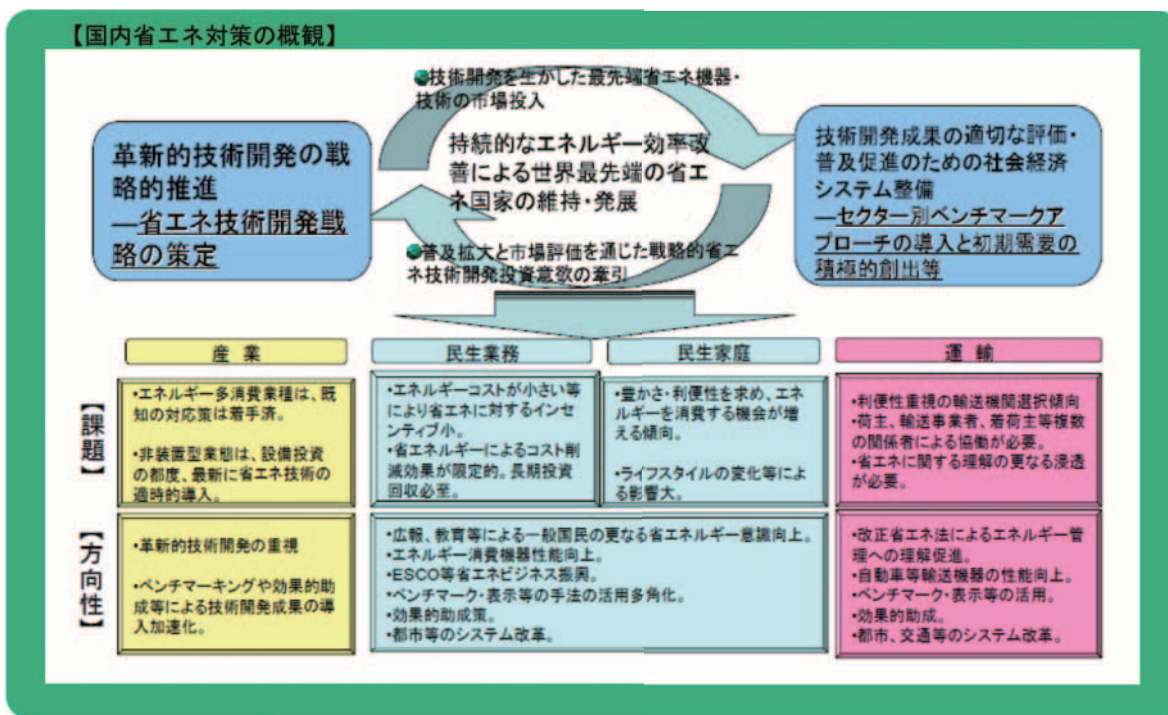 【国内省エネ対策の概観】
●技術開発を生かした最先端省エネ機器・
技術の市場投入
革新的技術開発の戦
略的推進
―省エネ技術開発戦
略の策定
持続的なエネルギー効率改
善による世界最先端の省エ
ネ国家の維持・発展
技術開発成果の適切な評価・
普及促進のための社会経済
システム整備
―セクター別ベンチマークア
プローチの導入と初期需要の
積極的創出等
●普及拡大と市場評価を通じた戦略的省エ
ネ技術開発投資意欲の牽引
産業
民生業務
民生家庭
運輸
【課題】
・エネルギー多消費業種は、既
知の対応策は着手済。
・非装置型業態は、設備投資
の都度、最新に省エネ技術の
適時的導入。
・エネルギーコストが小さい等
により省エネに対するインセ
ンティブ小。
・省エネルギーによるコスト削
減効果が限定的。長期投資
回収必至。
・豊かさ・利便性を求め、エネ
ルギーを消費する機会が増
える傾向。
・ライフスタイルの変化等によ
る影響大。
・利便性重視の輸送機関選択傾向
・荷主、輸送事業者、着荷主等複数
の関係者による協働が必要。
・省エネに関する理解の更なる浸透
が必要。
【方向性】
・革新的技術開発の重視
・ベンチマーキングや効果的助
成等による技術開発成果の導
入加速化。
・広報、教育等による一般国民の更なる省エネルギー意識向上。
・エネルギー消費機器性能向上。
・ESCO等省エネビジネス振興。
・ベンチマーク・表示等の手法の活用多角化。
・効果的助成策。
・都市等のシステム改革。
・改正省エネ法によるエネルギー管
理への理解促進。
・自動車等輸送機器の性能向上。
・ベンチマーク・表示等の活用。
・効果的助成。
・都市、交通等のシステム改革。